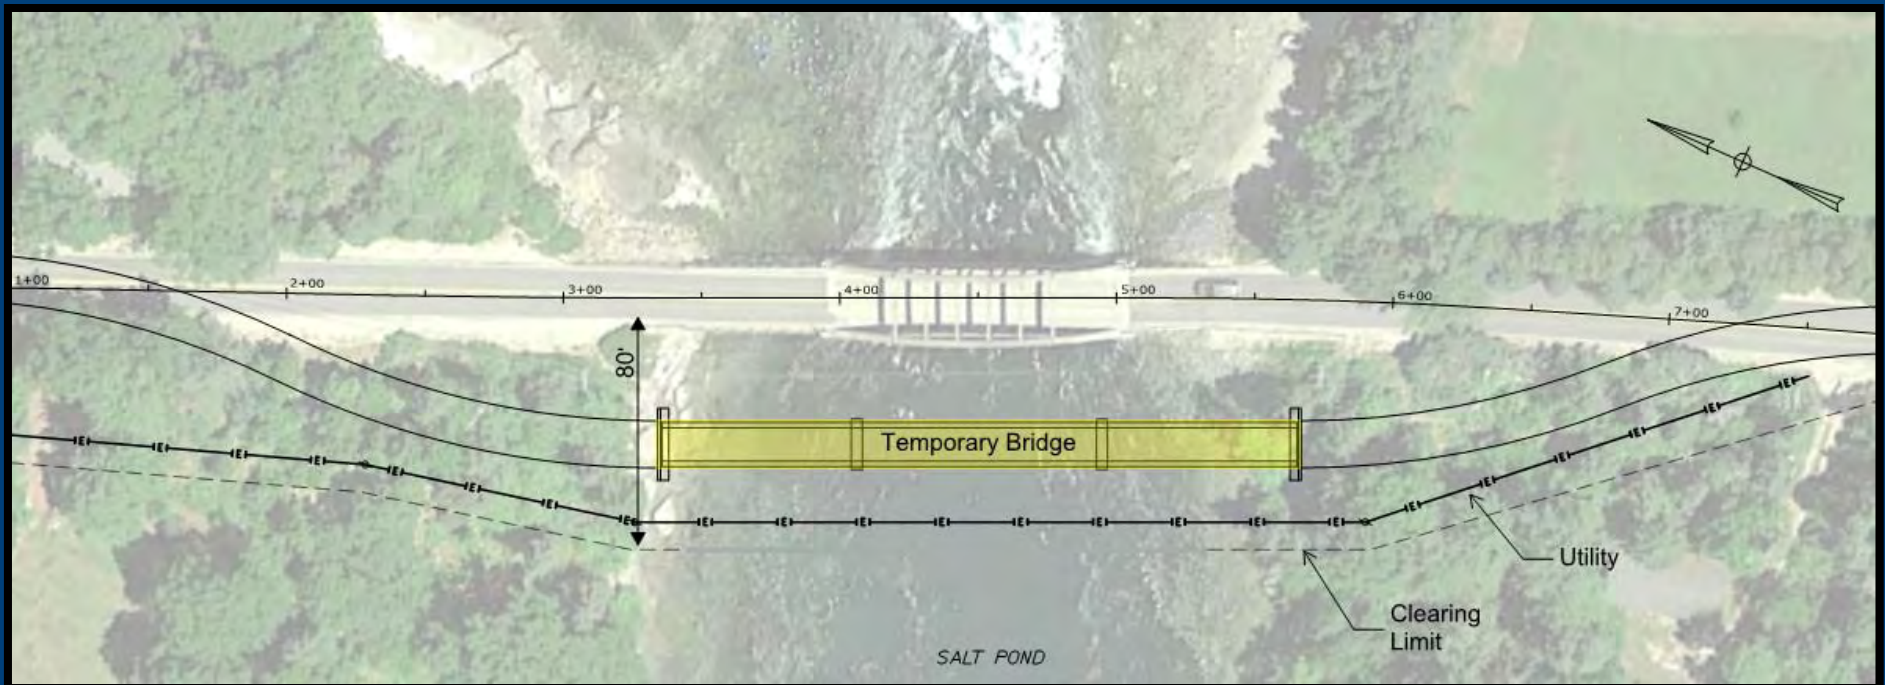 1+00
2+00
3+00
4+00
5+00
6+00
7+00
80'
Temporary Bridge
E E E E E E E E E E E E E E E E E E E E E E E
Utility
Clearing
Limit
SALT POND